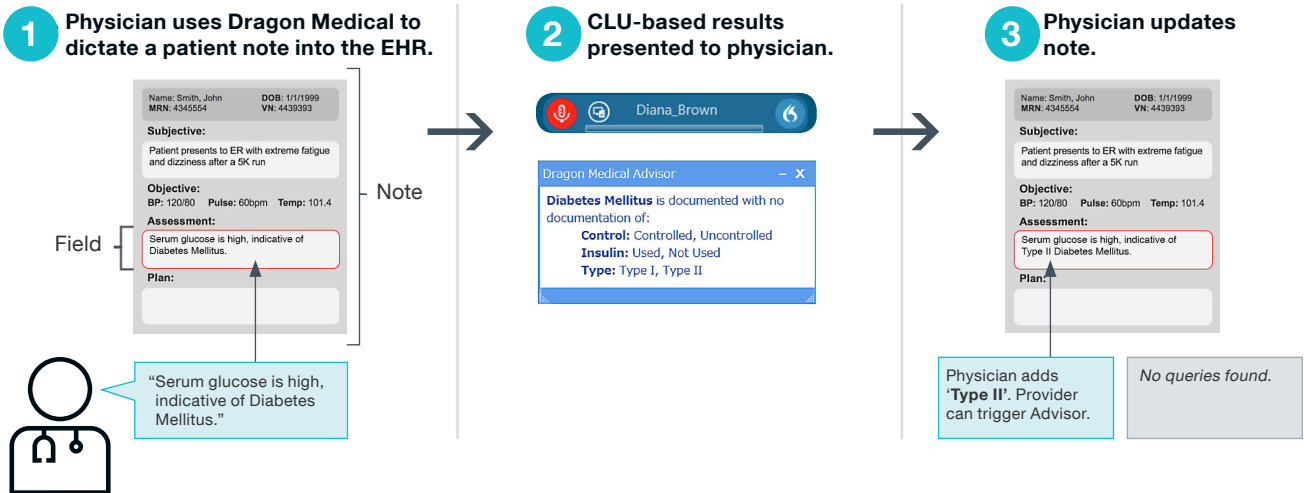 1
Physician uses Dragon Medical to
dictate a patient note into the EHR.
Name: Smith, John DOB: 1/1/1999
MRN: 4345554 VN: 4439393
Subjective:
Patient presents to ER with extreme fatigue
and dizziness after a 5K run
Objective:
BP: 120/80 Pulse: 60bpm Temp: 101.4
Assessment:
Serum glucose is high, indicative of
Diabetes Mellitus.
Plan:
Field
Note
“Serum glucose is high,
indicative of Diabetes
Mellitus.”
2
CLU-based results
presented to physician.
Diana_Brown
Dragon Medical Advisor – X
Diabetes Mellitus is documented with no
documentation of:
Control: Controlled, Uncontrolled
Insulin: Used, Not Used
Type: Type I, Type II
3
Physician updates
note.
Name: Smith, John DOB: 1/1/1999
MRN: 4345554 VN: 4439393
Subjective:
Patient presents to ER with extreme fatigue
and dizziness after a 5K run
Objective:
BP: 120/80 Pulse: 60bpm Temp: 101.4
Assessment:
Serum glucose is high, indicative of
Type II Diabetes Mellitus.
Plan:
Physician adds
‘Type II’. Provider
can trigger Advisor.
No queries found.